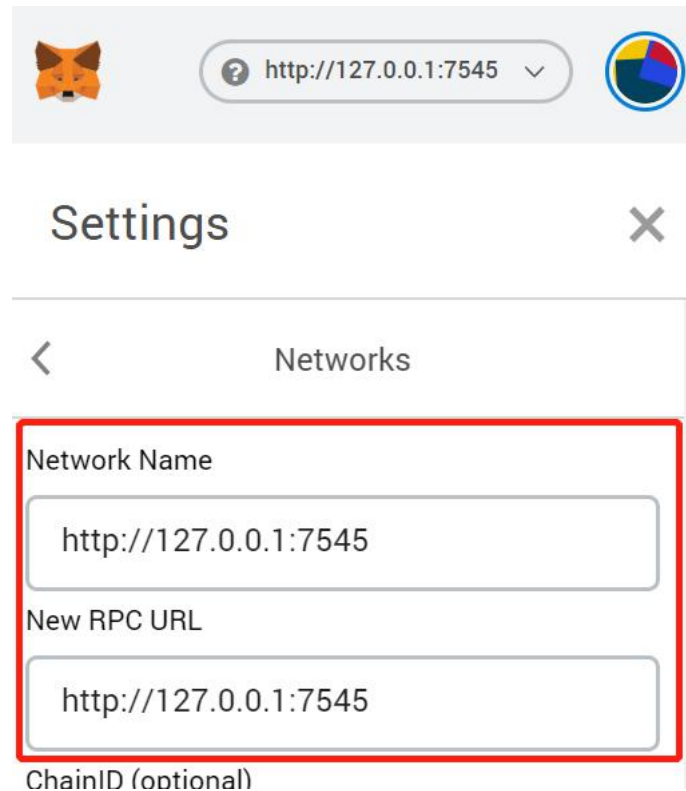 http://127.0.0.1:7545
Settings
Networks
Network Name
http://127.0.0.1:7545
New RPC URL
http://127.0.0.1:7545
ChainID (optional)